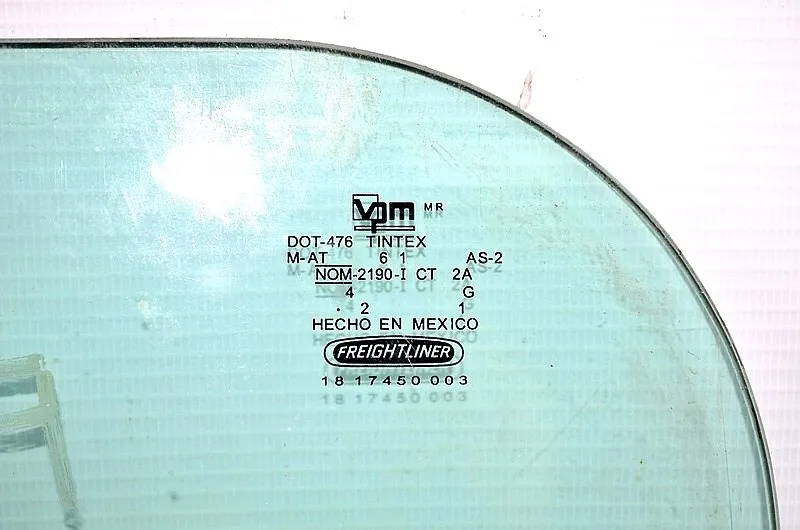 vpm MR
DOT-476 TINTEX
M-AT 6 1 AS-2
NOM-2190-I CT 2A
4 G
. 2 1
HECHO EN MEXICO
FREIGHTLINER
18 17450 003